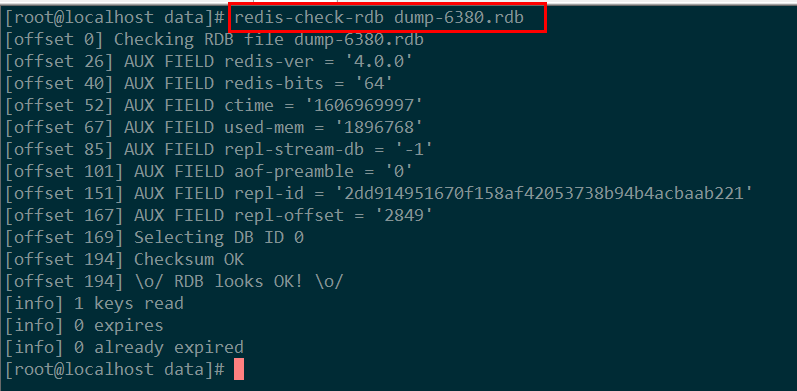 [root@localhost data]# redis-check-rdb dump-6380.rdb
[offset 0] Checking RDB file dump-6380.rdb
[offset 26] AUX FIELD redis-ver = '4.0.0'
[offset 40] AUX FIELD redis-bits = '64'
[offset 52] AUX FIELD ctime = '1606969997'
[offset 67] AUX FIELD used-mem = '1896768'
[offset 85] AUX FIELD repl-stream-db = '-1'
[offset 101] AUX FIELD aof-preamble = '0'
[offset 151] AUX FIELD repl-id = '2dd914951670f158af42053738b94b4acbaab221'
[offset 167] AUX FIELD repl-offset = '2849'
[offset 169] Selecting DB ID 0
[offset 194] Checksum OK
[offset 194] \o/ RDB looks OK! \o/
[info] 1 keys read
[info] 0 expires
[info] 0 already expired
[root@localhost data]#